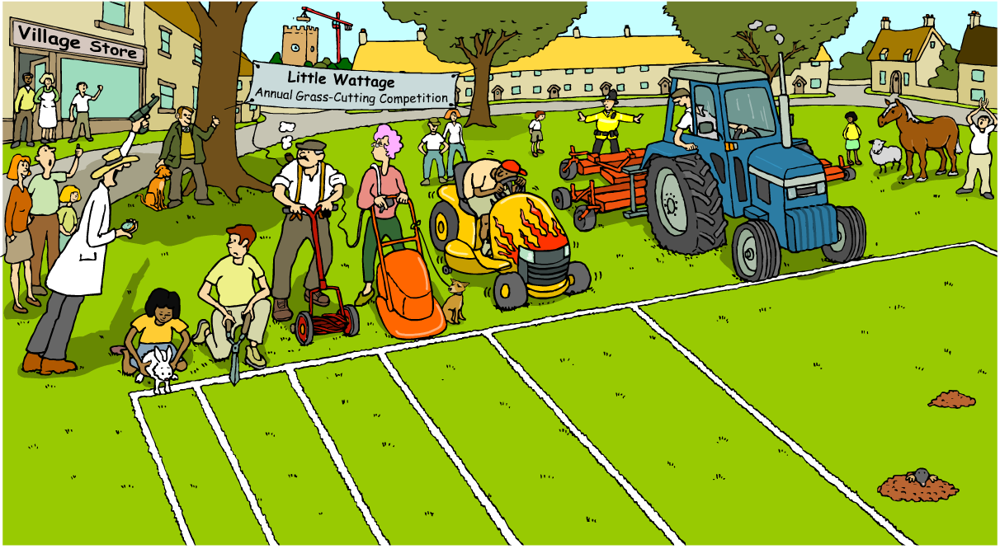 Village Store
Little Wattage
Annual Grass-Cutting Competition